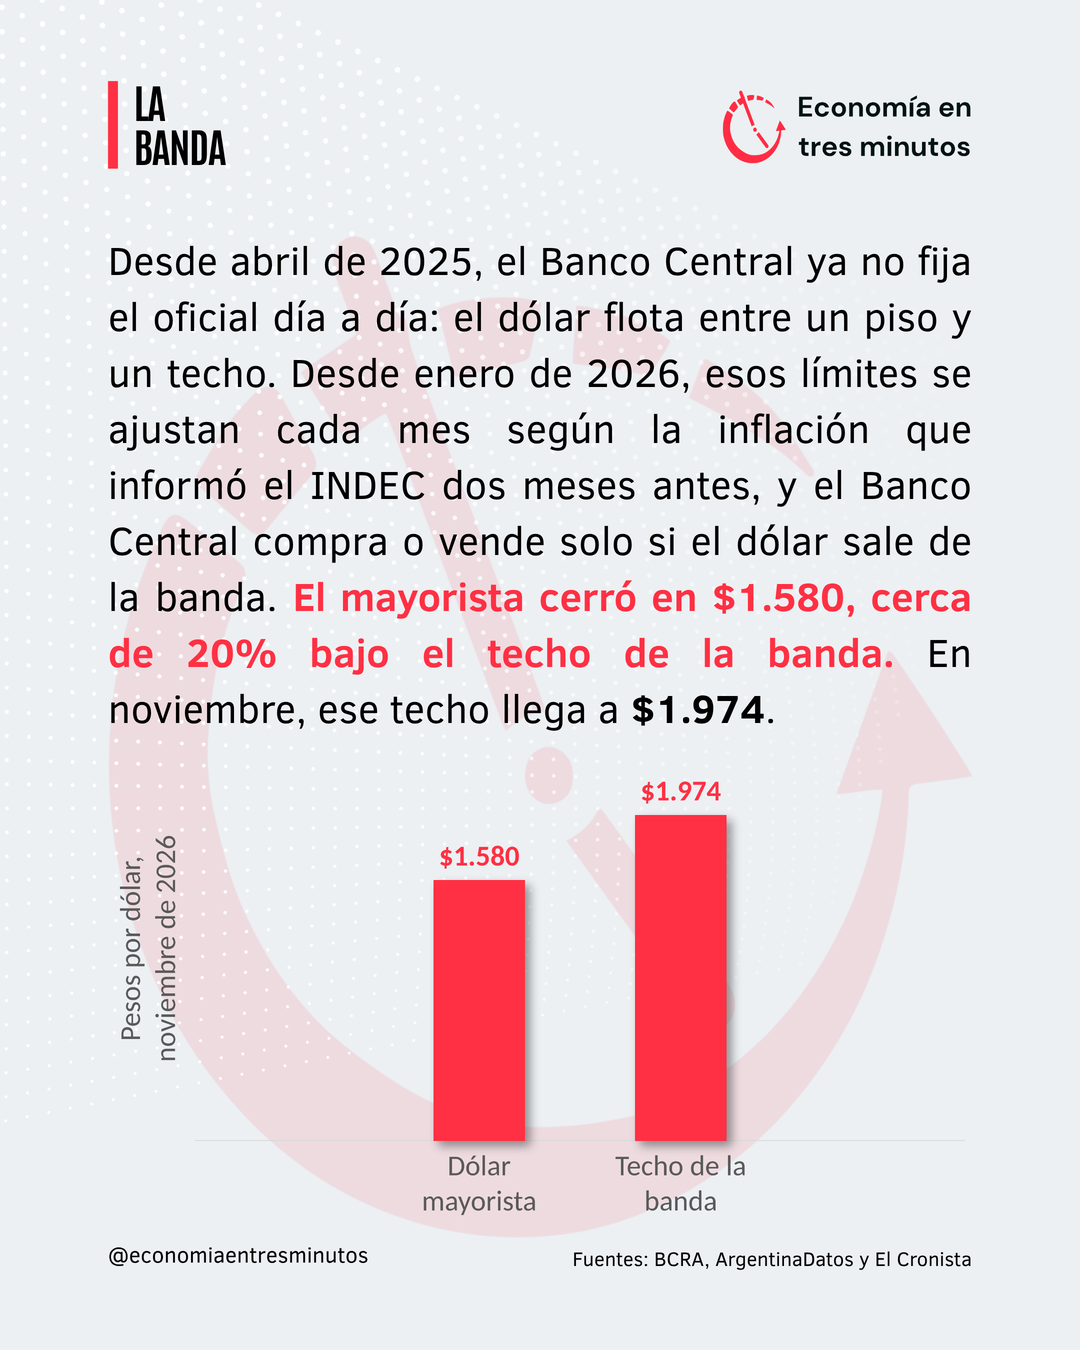 LA
BANDA
Economía en
tres minutos
Desde abril de 2025, el Banco Central ya no fija
el oficial día a día: el dólar flota entre un piso y
un techo. Desde enero de 2026, esos límites se
ajustan cada mes según la inflación que
informó el INDEC dos meses antes, y el Banco
Central compra o vende solo si el dólar sale de
la banda. El mayorista cerró en $1.580, cerca
de 20% bajo el techo de la banda. En
noviembre, ese techo llega a $1.974.
Pesos por dólar,
noviembre de 2026
$1.580
$1.974
Dólar
mayorista
Techo de la
banda
@economiaentresminutos
Fuentes: BCRA, ArgentinaDatos y El Cronista